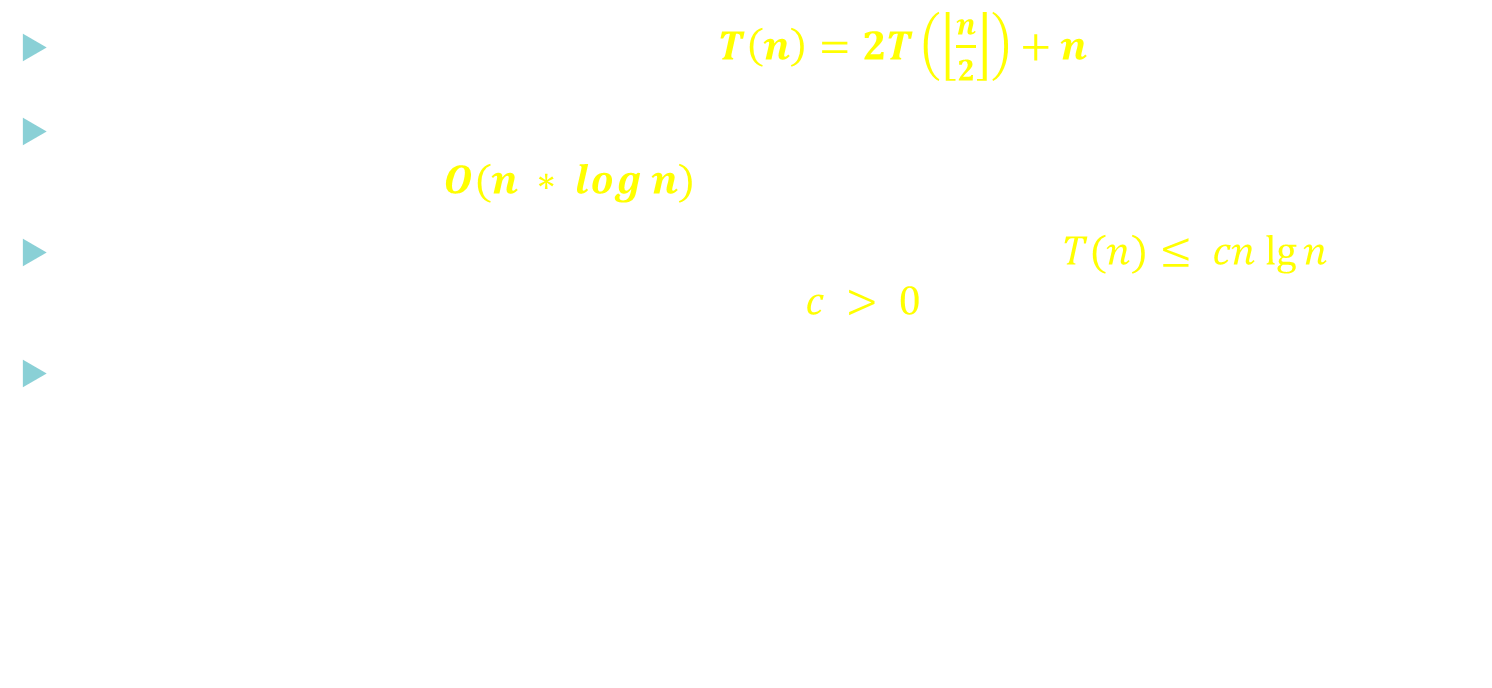 T(n) = 2T(⌊n/2⌋) + n
O(n * log n)
T(n) ≤ cn lg n
c > 0